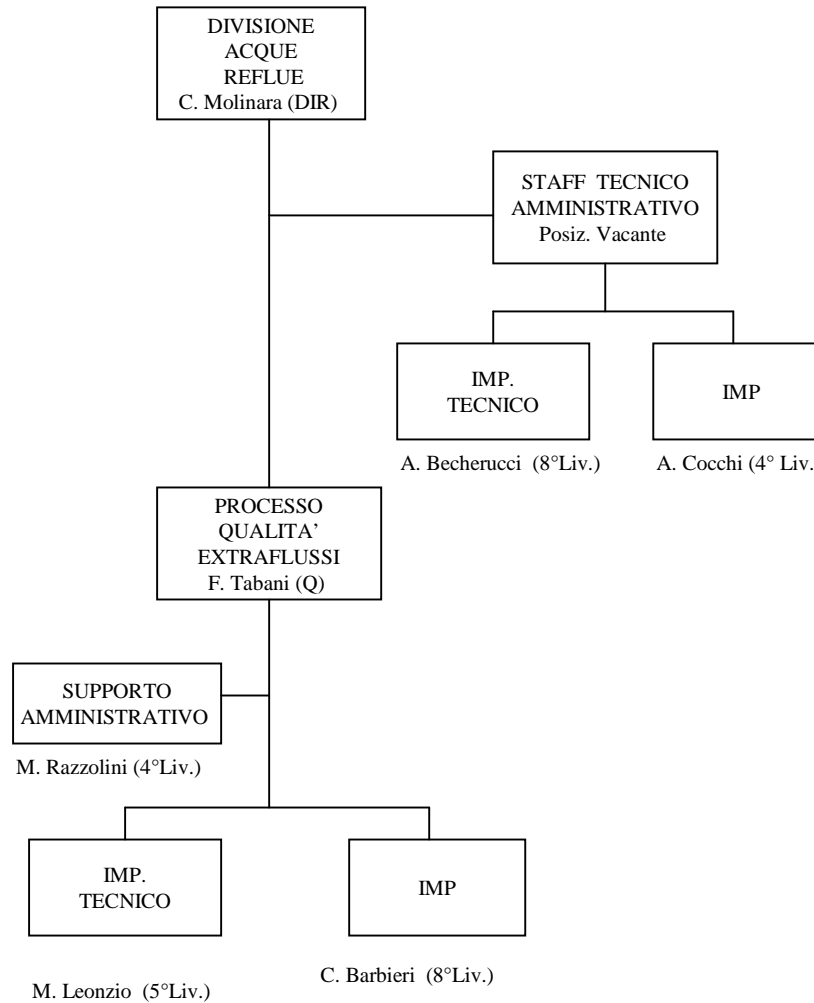 DIVISIONE
ACQUE
REFLUE
C. Molinara (DIR)
STAFF TECNICO
AMMINISTRATIVO
Posiz. Vacante
IMP.
TECNICO
IMP
A. Becherucci (8°Liv.)
A. Cocchi (4° Liv.
PROCESSO
QUALITA’
EXTRAFLUSSI
F. Tabani (Q)
SUPPORTO
AMMINISTRATIVO
M. Razzolini (4°Liv.)
IMP.
TECNICO
IMP
M. Leonzio (5°Liv.)
C. Barbieri (8°Liv.)